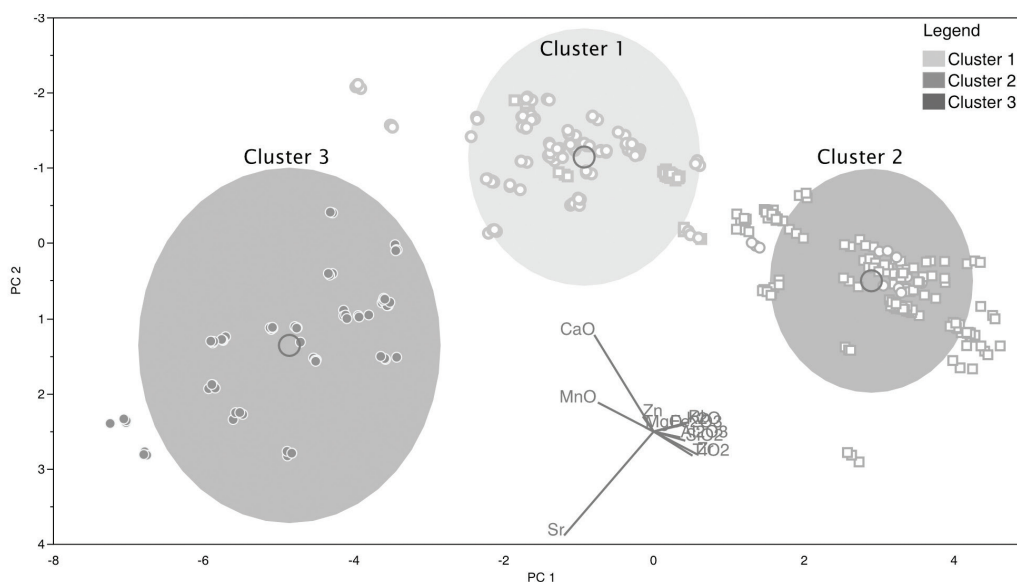 -3
Cluster 1
Legend
Cluster 1
Cluster 2
Cluster 3
-2
Cluster 3
Cluster 2
-1
0
PC 2
1
CaO
MnO
Zn
2
SiO2
TiO2
3
Sr
4
-8
-6
-4
-2
0
2
4
PC 1